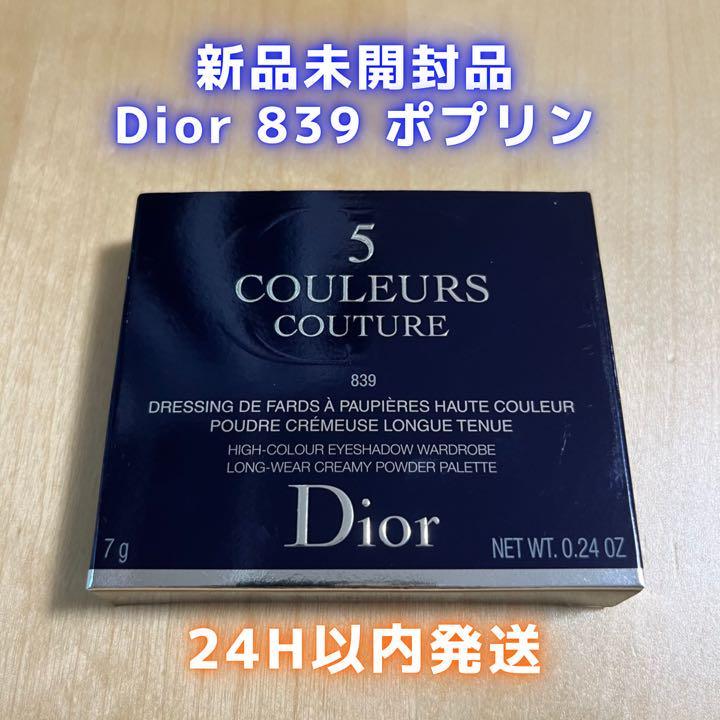 新品未開封品
Dior 839 ポプリン
5
COULEURS
COUTURE
839
DRESSING DE FARDS À PAUPIÈRES HAUTE COULEUR
POUDRE CRÉMEUSE LONGUE TENUE
HIGH-COLOUR EYESHADOW WARDROBE
LONG-WEAR CREAMY POWDER PALETTE
Dior
7 g
NET WT. 0.24 OZ
24H以内発送